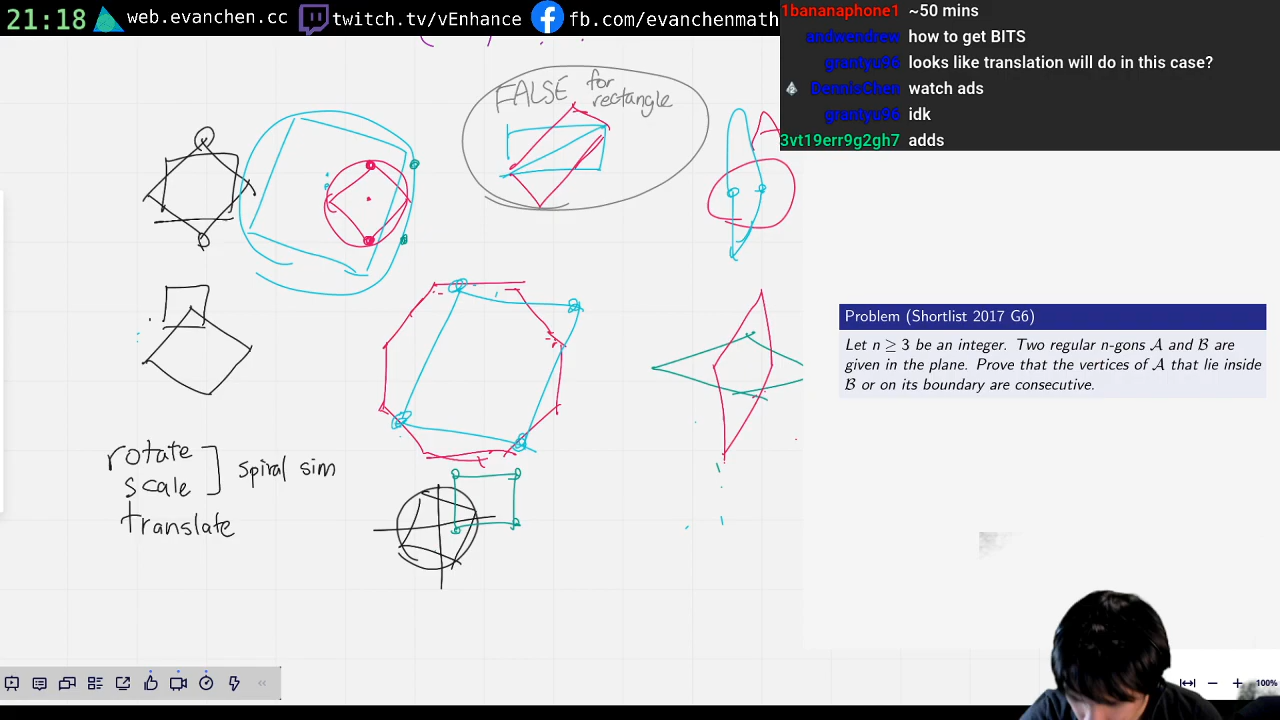 21:18 web.evanchen.cc twitch.tv/vEnhance fb.com/evanchenmath
1bananaphone1 ~50 mins
andwendrew how to get BITS
grantyu96 looks like translation will do in this case?
DennisChen watch ads
grantyu96 idk
3vt19err9g2gh7 adds
FALSE for
rectangle
Problem (Shortlist 2017 G6)
Let n ≥ 3 be an integer. Two regular n-gons 𝒜 and ℬ are
given in the plane. Prove that the vertices of 𝒜 that lie inside
ℬ or on its boundary are consecutive.
rotate
scale
spiral sim
translate
100%